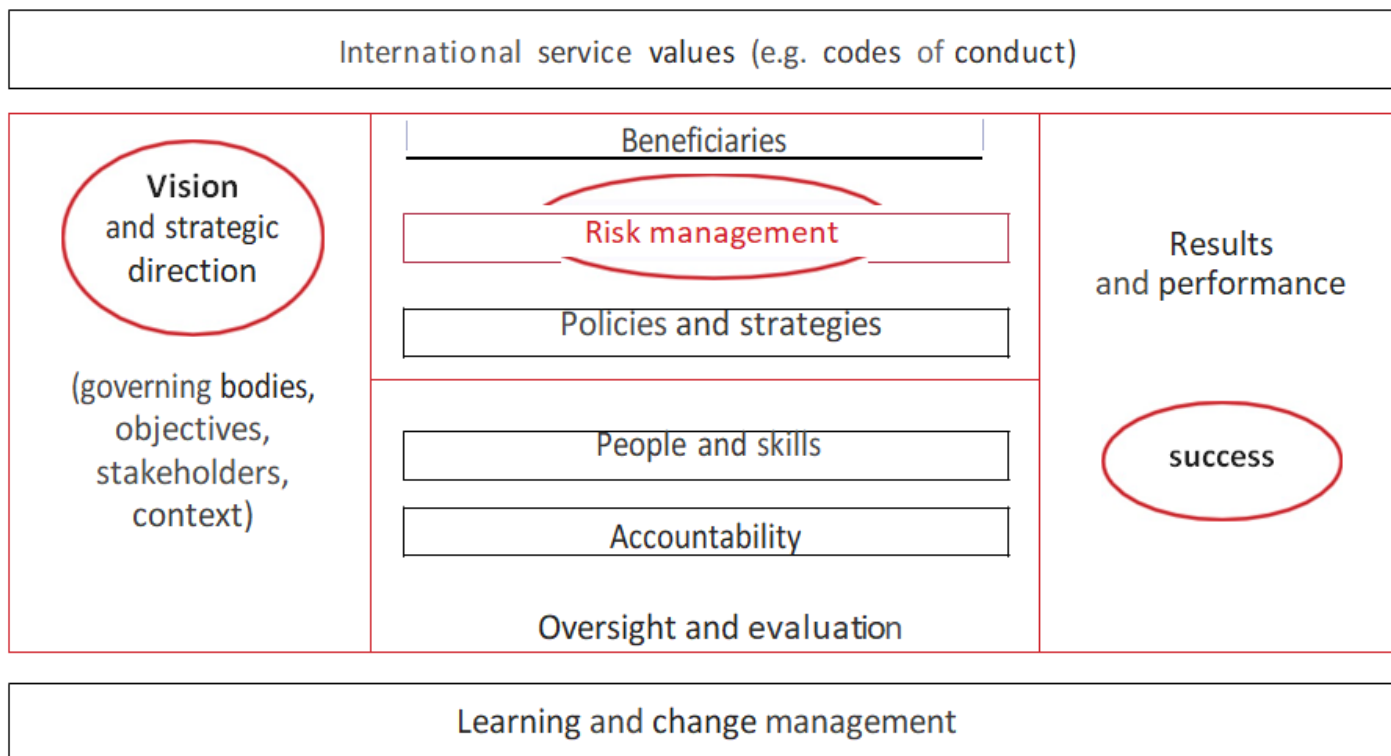 International service values (e.g. codes of conduct)
Vision
and strategic
direction
(governing bodies,
objectives,
stakeholders,
context)
Beneficiaries
Risk management
Policies and strategies
People and skills
Accountability
Oversight and evaluation
Results
and performance
success
Learning and change management